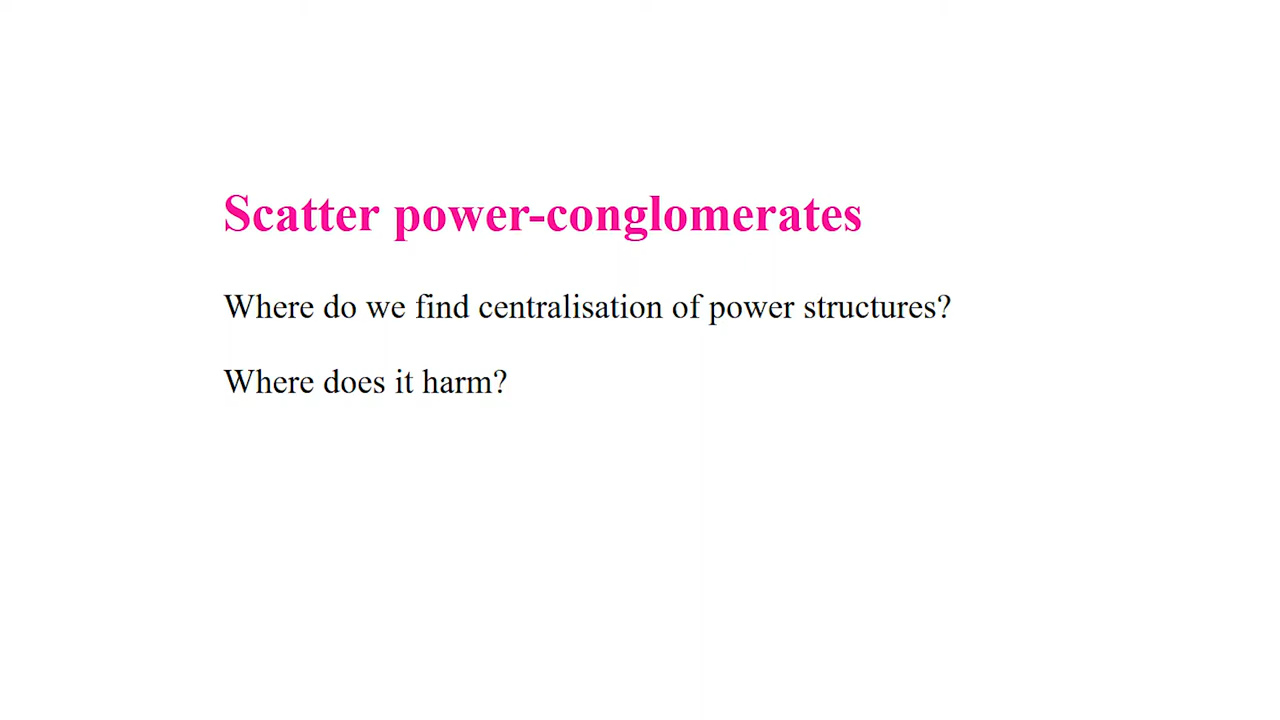 Scatter power-conglomerates
Where do we find centralisation of power structures?
Where does it harm?